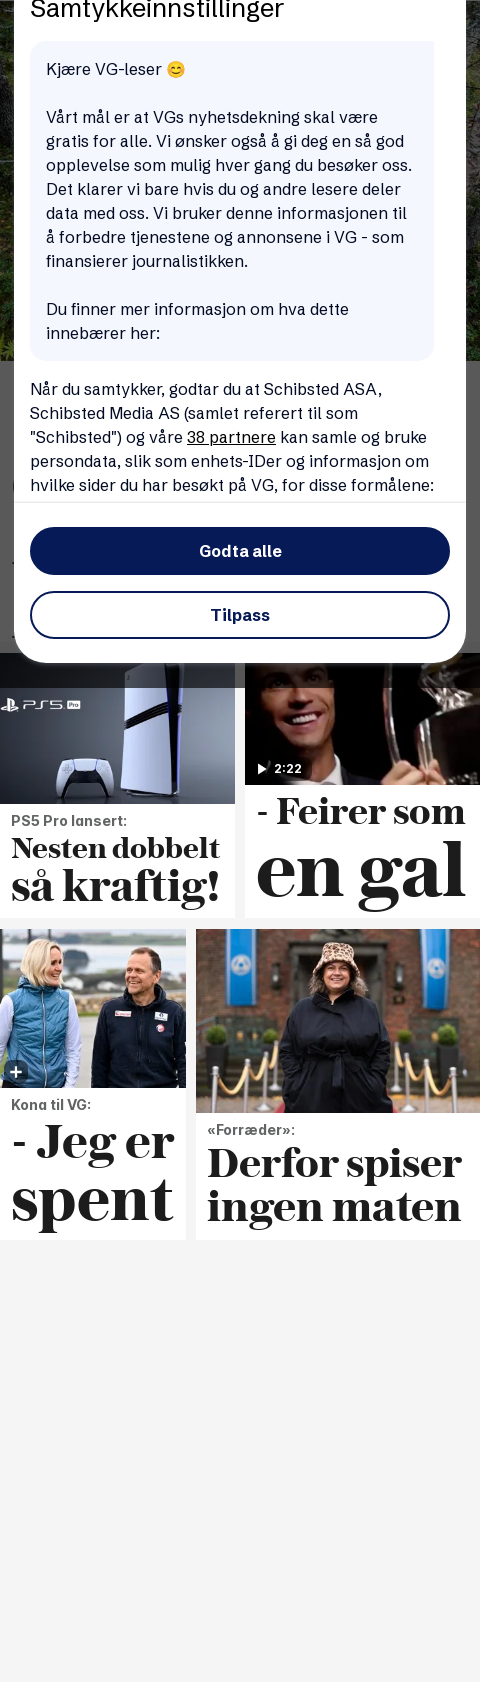 Samtykkeinnstillinger
Kjære VG-leser 😊
Vårt mål er at VGs nyhetsdekning skal være
gratis for alle. Vi ønsker også å gi deg en så god
opplevelse som mulig hver gang du besøker oss.
Det klarer vi bare hvis du og andre lesere deler
data med oss. Vi bruker denne informasjonen til
å forbedre tjenestene og annonsene i VG - som
finansierer journalistikken.
Du finner mer informasjon om hva dette
innebærer her:
Når du samtykker, godtar du at Schibsted ASA,
Schibsted Media AS (samlet referert til som
"Schibsted") og våre 38 partnere kan samle og bruke
persondata, slik som enhets-IDer og informasjon om
hvilke sider du har besøkt på VG, for disse formålene:
Godta alle
Tilpass
PS5 Pro
2:22
PS5 Pro lansert:
Nesten dobbelt
så kraftig!
- Feirer som
en gal
Kona til VG:
- Jeg er
spent
«Forræder»:
Derfor spiser
ingen maten